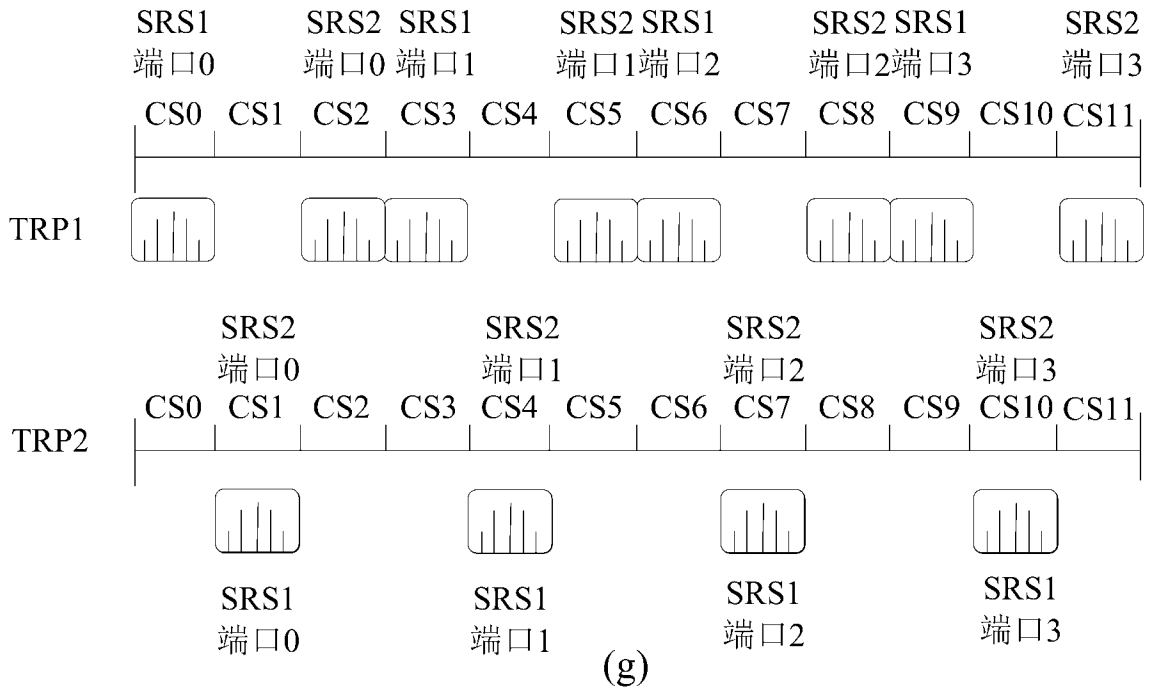 SRS1 SRS2 SRS1 SRS2 SRS1 SRS2 SRS1 SRS2
端口0 端口0 端口1 端口1 端口2 端口2 端口3 端口3
CS0 CS1 CS2 CS3 CS4 CS5 CS6 CS7 CS8 CS9 CS10 CS11
TRP1
SRS2 SRS2 SRS2 SRS2
端口0 端口1 端口2 端口3
CS0 CS1 CS2 CS3 CS4 CS5 CS6 CS7 CS8 CS9 CS10 CS11
TRP2
SRS1 SRS1 SRS1 SRS1
端口0 端口1 端口2 端口3
(g)